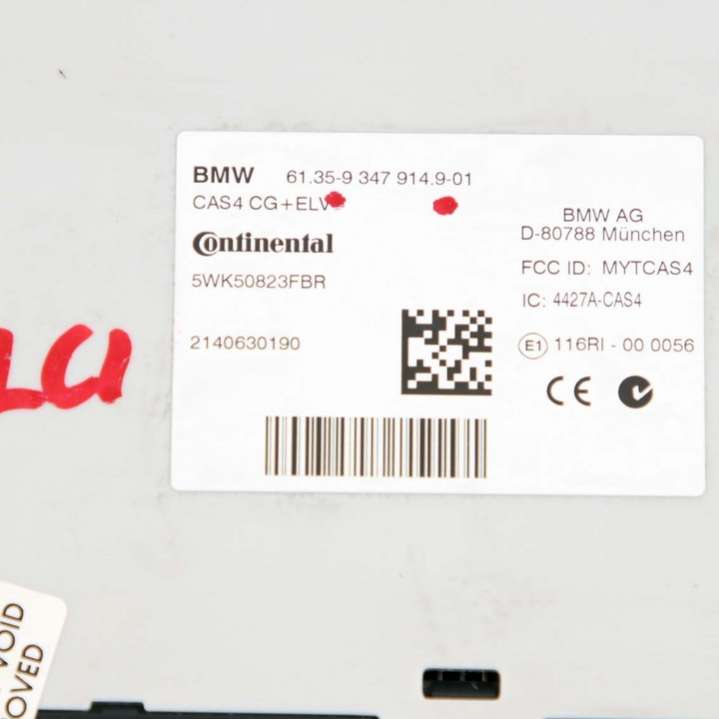 BMW 61.35-9 347 914.9-01
CAS4 CG+ELV
Continental
5WK50823FBR
2140630190
BMW AG
D-80788 München
FCC ID: MYTCAS4
IC: 4427A-CAS4
E1 116RI - 00 0056
CE
VOID